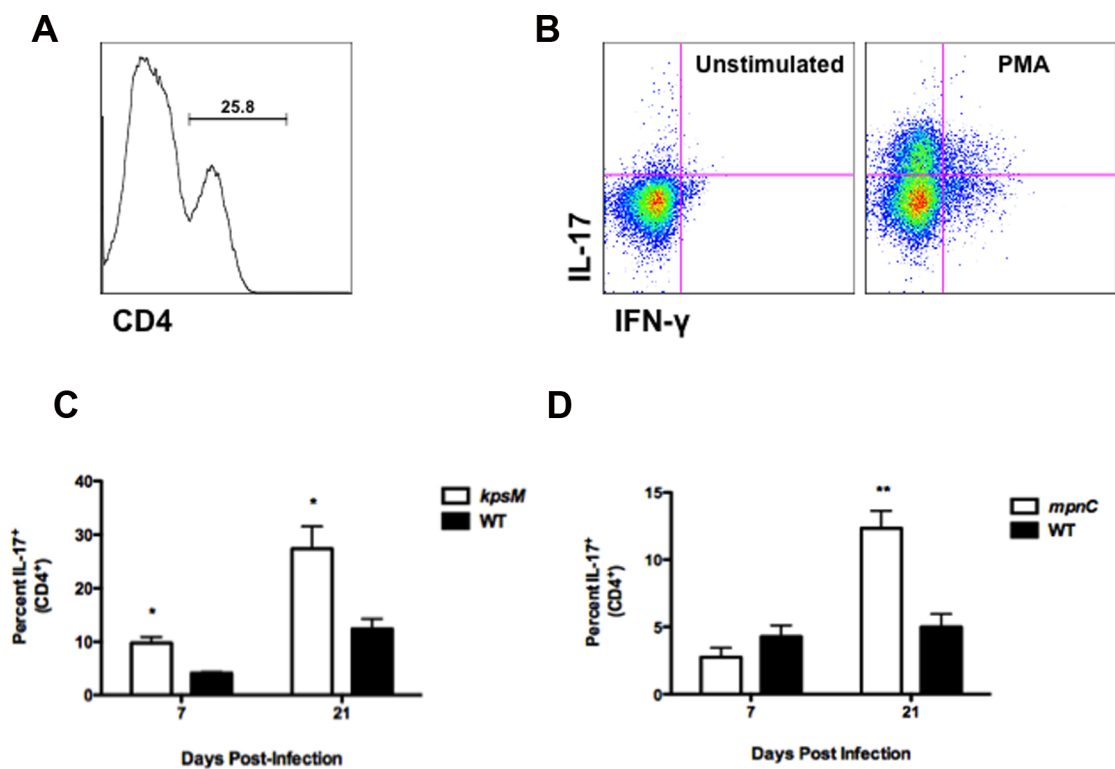 A
25.8
CD4
B
Unstimulated
PMA
IL-17
IFN-γ
C
40
30
20
10
0
Percent IL-17⁺
(CD4⁺)
*
*
kpsM
WT
7
21
Days Post-Infection
D
15
10
5
0
Percent IL-17⁺
(CD4⁺)
**
mpnC
WT
7
21
Days Post Infection